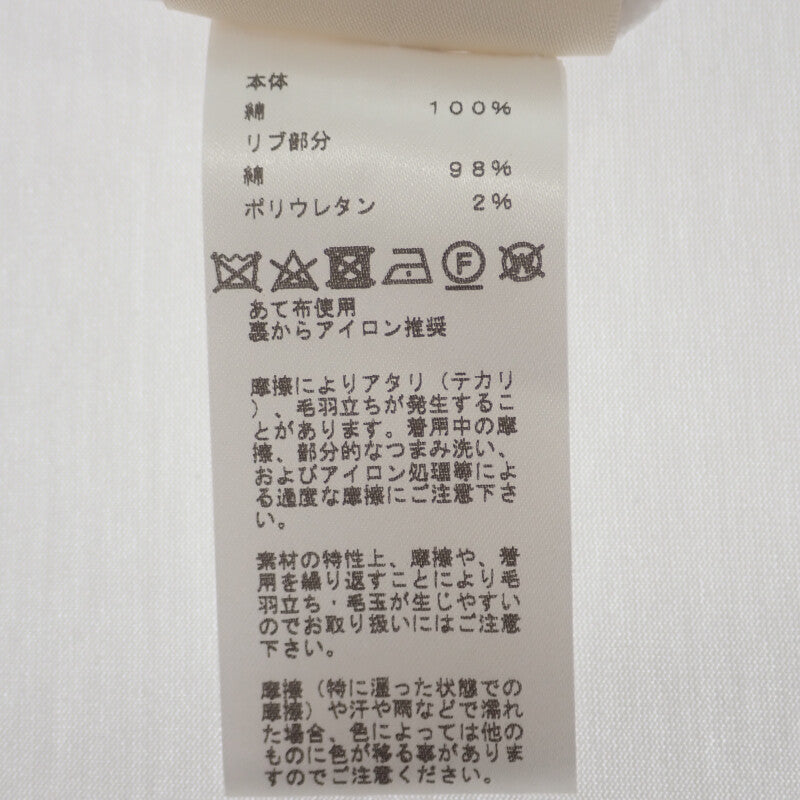 本体
綿 100%
リブ部分
綿 98%
ポリウレタン 2%
F W
あて布使用
裏からアイロン推奨
摩擦によりアタリ（テカリ
）、毛羽立ちが発生するこ
とがあります。着用中の摩
擦、部分的なつまみ洗い、
およびアイロン処理等によ
る過度な摩擦にご注意下さ
い。
素材の特性上、摩擦や、着
用を繰り返すことにより毛
羽立ち・毛玉が生じやすい
のでお取り扱いにはご注意
下さい。
摩擦（特に湿った状態での
摩擦）や汗や雨などで濡れ
た場合、色によっては他の
ものに色が移る事がありま
すのでご注意ください。